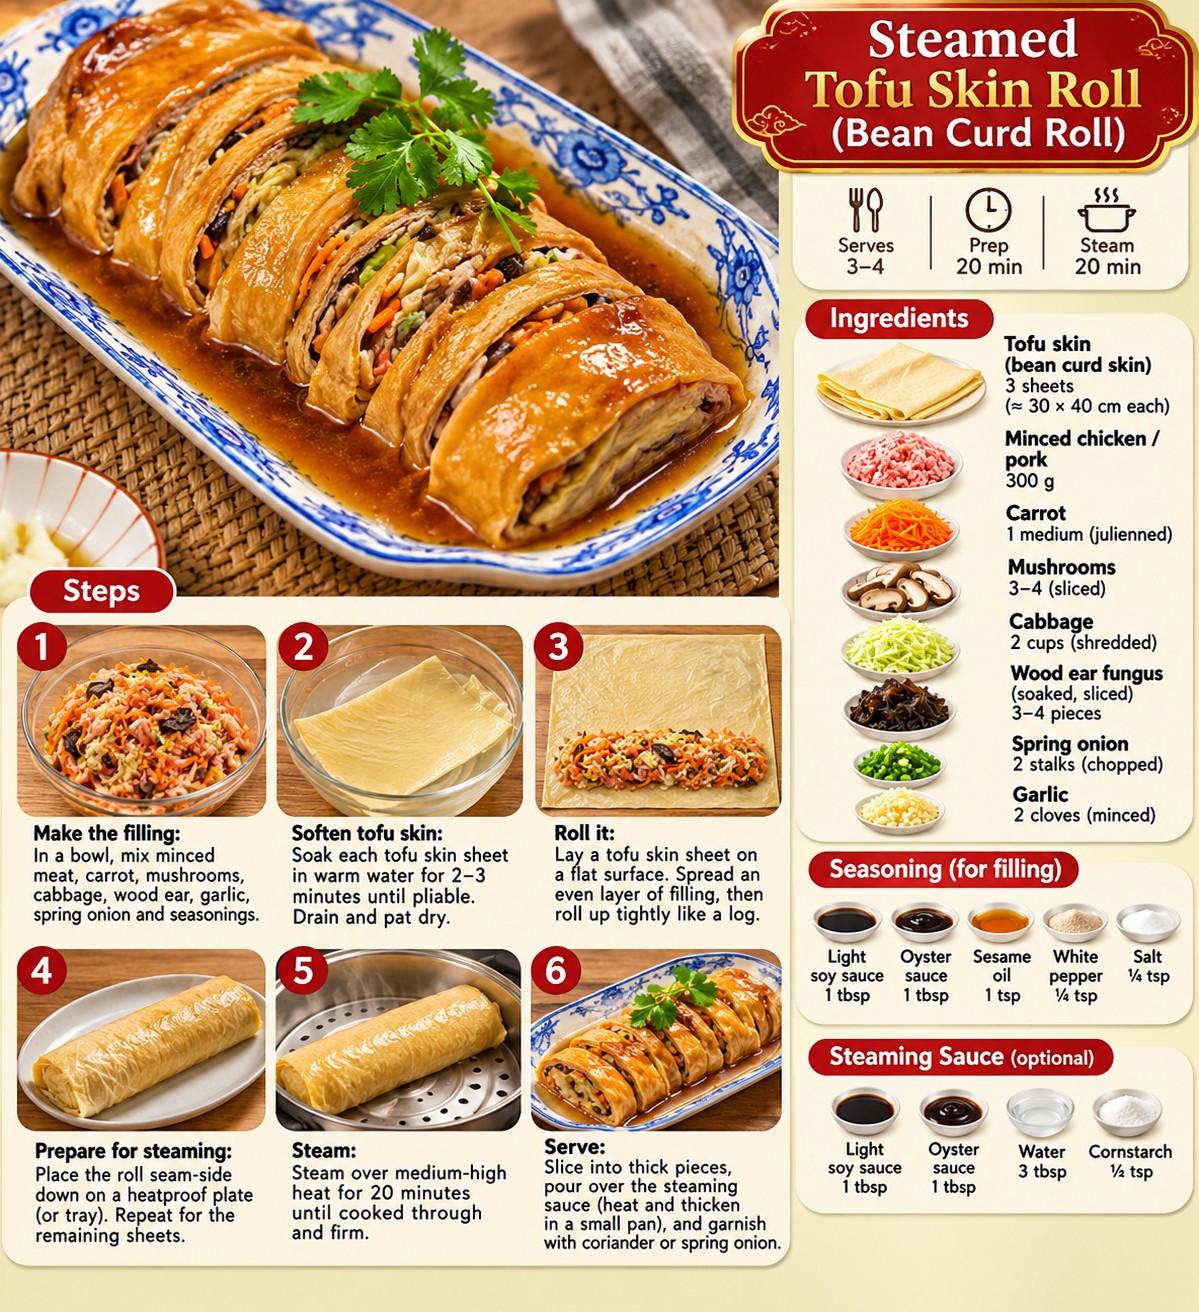 Steamed
Tofu Skin Roll
(Bean Curd Roll)
Serves
3–4
Prep
20 min
Steam
20 min
Ingredients
Tofu skin
(bean curd skin)
3 sheets
(≈ 30 × 40 cm each)
Minced chicken /
pork
300 g
Carrot
1 medium (julienned)
Mushrooms
3–4 (sliced)
Cabbage
2 cups (shredded)
Wood ear fungus
(soaked, sliced)
3–4 pieces
Spring onion
2 stalks (chopped)
Garlic
2 cloves (minced)
Seasoning (for filling)
Light
soy sauce
1 tbsp
Oyster
sauce
1 tbsp
Sesame
oil
1 tsp
White
pepper
¼ tsp
Salt
¼ tsp
Steaming Sauce (optional)
Light
soy sauce
1 tbsp
Oyster
sauce
1 tbsp
Water
3 tbsp
Cornstarch
½ tsp
Steps
1
Make the filling:
In a bowl, mix minced
meat, carrot, mushrooms,
cabbage, wood ear, garlic,
spring onion and seasonings.
2
Soften tofu skin:
Soak each tofu skin sheet
in warm water for 2–3
minutes until pliable.
Drain and pat dry.
3
Roll it:
Lay a tofu skin sheet on
a flat surface. Spread an
even layer of filling, then
roll up tightly like a log.
4
Prepare for steaming:
Place the roll seam-side
down on a heatproof plate
(or tray). Repeat for the
remaining sheets.
5
Steam:
Steam over medium-high
heat for 20 minutes
until cooked through
and firm.
6
Serve:
Slice into thick pieces,
pour over the steaming
sauce (heat and thicken
in a small pan), and garnish
with coriander or spring onion.